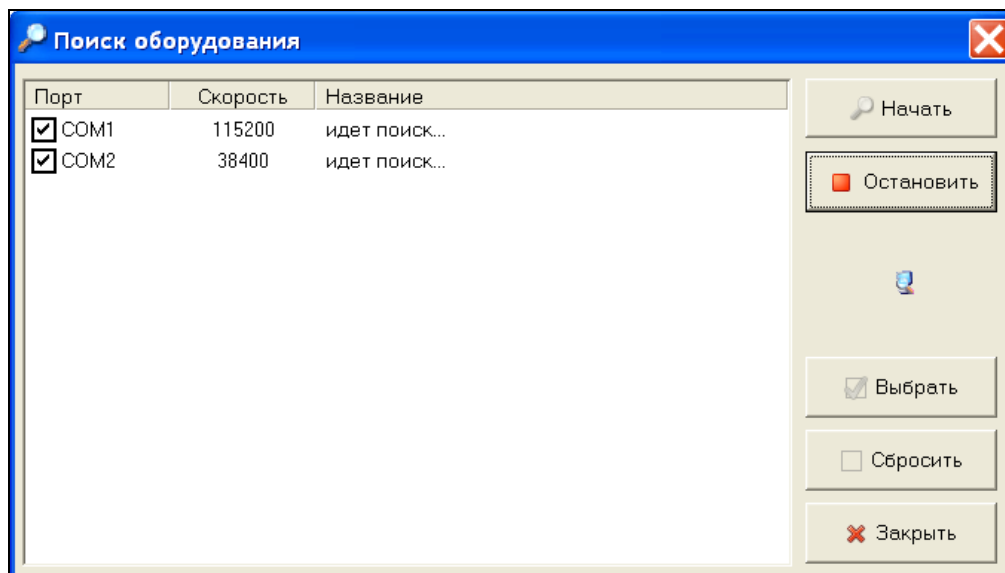 Поиск оборудования
Порт Скорость Название
COM1 115200 идет поиск...
COM2 38400 идет поиск...
Начать
Остановить
Выбрать
Сбросить
Закрыть